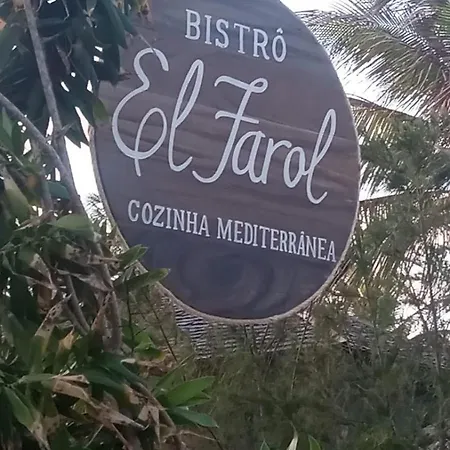 BISTRÔ
El Farol
COZINHA MEDITERRÂNEA